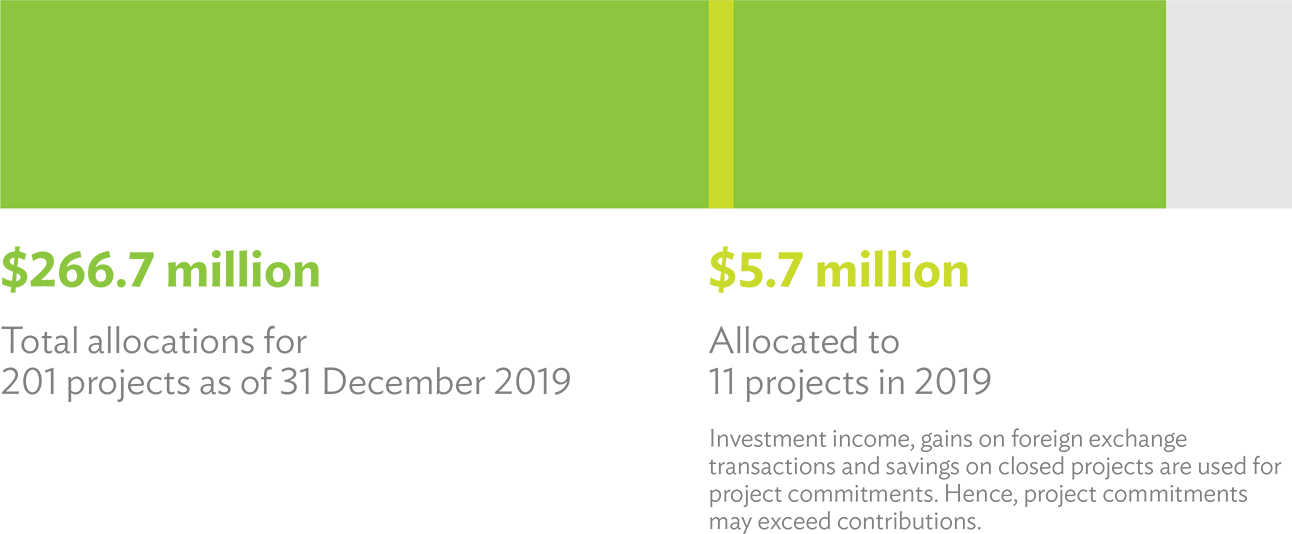 $266.7 million
Total allocations for
201 projects as of 31 December 2019
$5.7 million
Allocated to
11 projects in 2019
Investment income, gains on foreign exchange
transactions and savings on closed projects are used for
project commitments. Hence, project commitments
may exceed contributions.